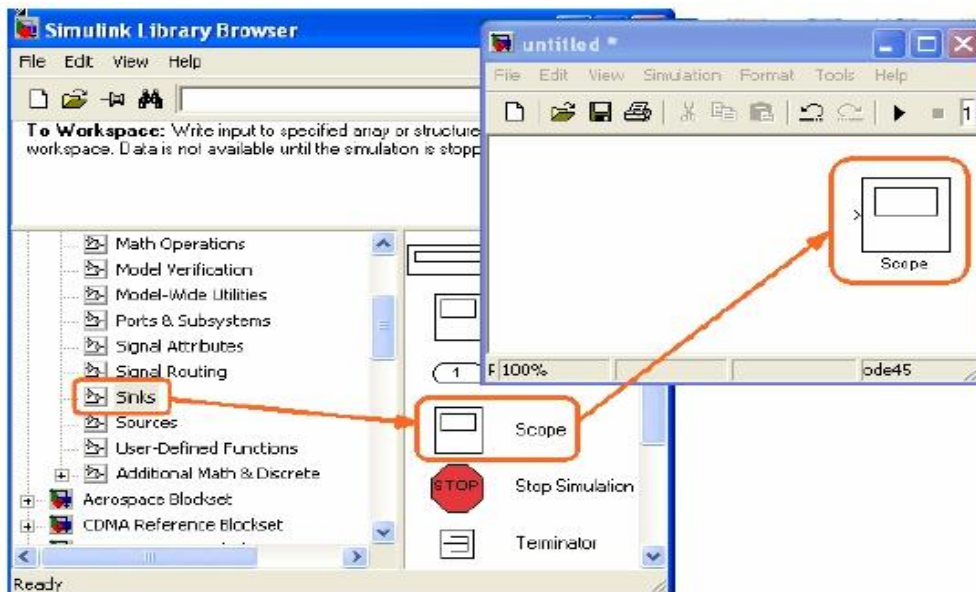 Simulink Library Browser
File Edit View Help
To Workspace: Write input to specified array or structure
workspace. Data is not available until the simulation is stopp
Math Operations
Model Verification
Model-Wide Utilities
Ports & Subsystems
Signal Attributes
Signal Routing
Sinks
Sources
User-Defined Functions
Additional Math & Discrete
Aerospace Blockset
CDMA Reference Blockset
1
Scope
STOP
Stop Simulation
Terminator
Ready
untitled *
File Edit View Simulation Format Tools Help
1
Scope
F 100%
ode45